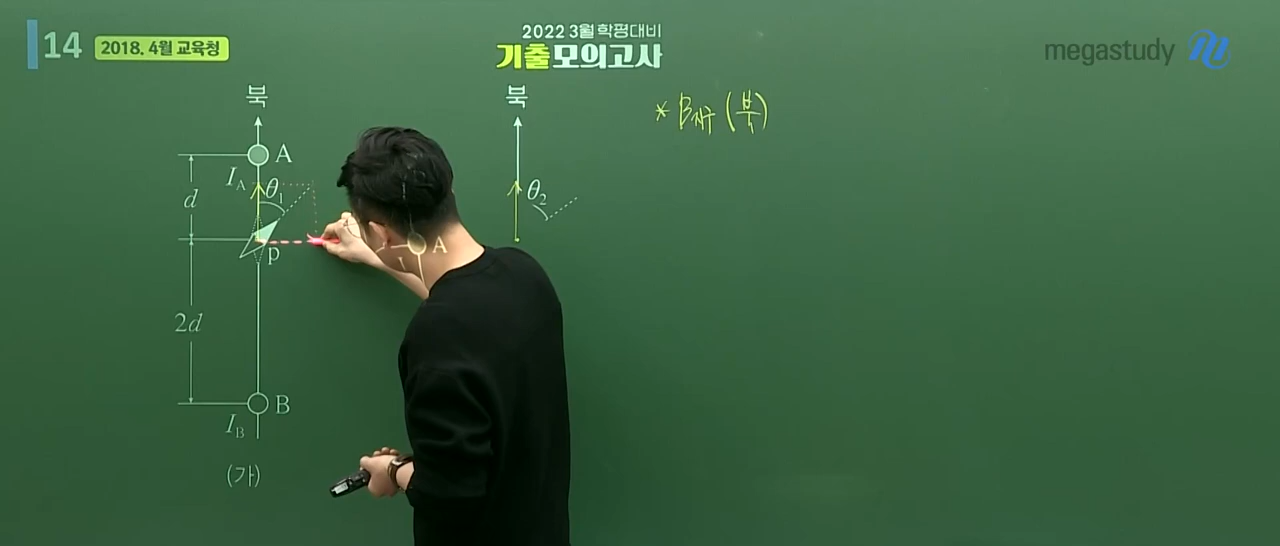 14 2018. 4월 교육청
2022 3월 학평대비
기출모의고사
megastudy
북
A
I_A θ₁
d
p
2d
B
I_B
(가)
북
θ₂
A
I
* B지구 (북)